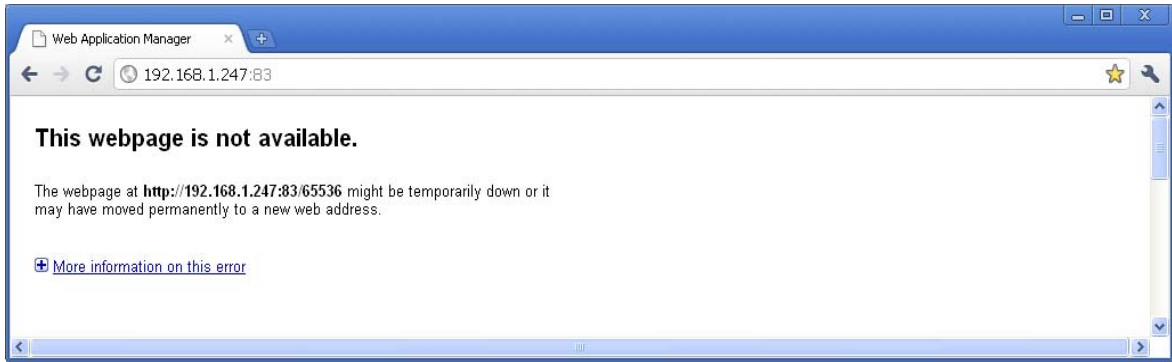 Web Application Manager
192.168.1.247:83
This webpage is not available.
The webpage at http://192.168.1.247:83/65536 might be temporarily down or it
may have moved permanently to a new web address.
More information on this error